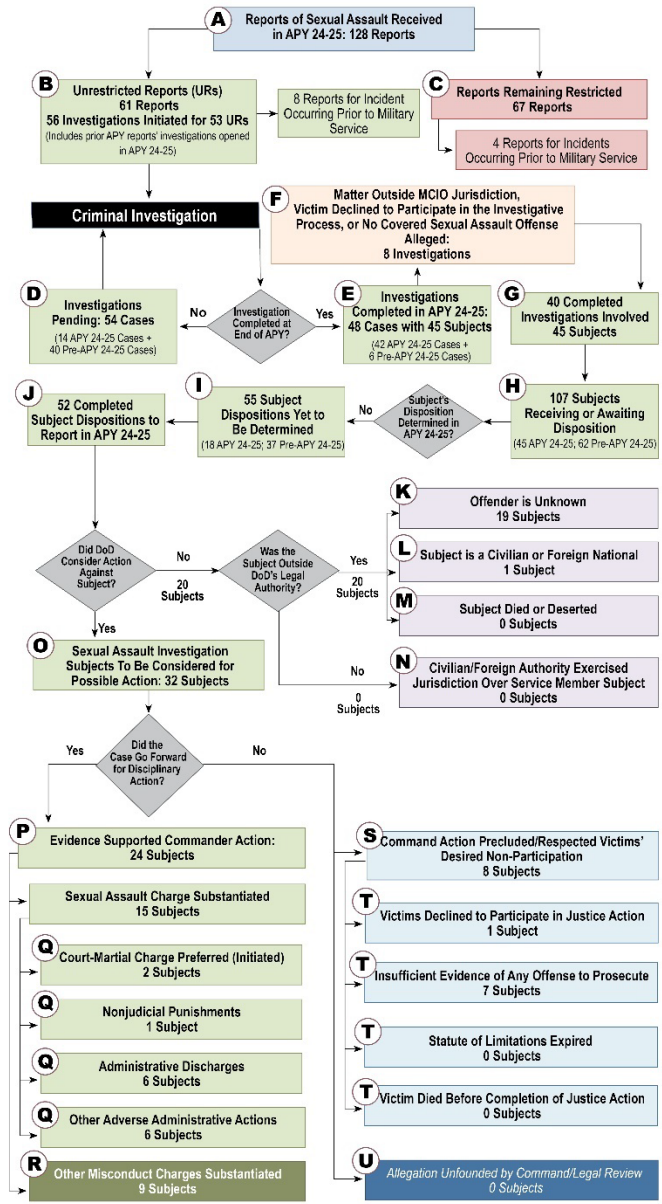 A
Reports of Sexual Assault Received
in APY 24-25: 128 Reports
B
Unrestricted Reports (URs)
61 Reports
56 Investigations Initiated for 53 URs
(Includes prior APY reports' investigations opened
in APY 24-25)
8 Reports for Incident
Occurring Prior to Military
Service
C
Reports Remaining Restricted
67 Reports
4 Reports for Incidents
Occurring Prior to Military Service
Criminal Investigation
F
Matter Outside MCIO Jurisdiction,
Victim Declined to Participate in the Investigative
Process, or No Covered Sexual Assault Offense
Alleged:
8 Investigations
D
Investigations
Pending: 54 Cases
(14 APY 24-25 Cases +
40 Pre-APY 24-25 Cases)
No
Investigation
Completed at
End of APY?
Yes
E
Investigations
Completed in APY 24-25:
48 Cases with 45 Subjects
(42 APY 24-25 Cases +
6 Pre-APY 24-25 Cases)
G
40 Completed
Investigations Involved
45 Subjects
J
52 Completed
Subject Dispositions to
Report in APY 24-25
I
55 Subject
Dispositions Yet to
Be Determined
(18 APY 24-25; 37 Pre-APY 24-25)
No
Subject's
Disposition
Determined
in APY 24-25?
H
107 Subjects
Receiving or Awaiting
Disposition
(45 APY 24-25; 62 Pre-APY 24-25)
Did DoD
Consider Action
Against
Subject?
No
20
Subjects
Was the
Subject Outside
DoD's Legal
Authority?
Yes
20
Subjects
K
Offender is Unknown
19 Subjects
L
Subject is a Civilian or Foreign National
1 Subject
M
Subject Died or Deserted
0 Subjects
Yes
No
0
Subjects
N
Civilian/Foreign Authority Exercised
Jurisdiction Over Service Member Subject
0 Subjects
O
Sexual Assault Investigation
Subjects To Be Considered for
Possible Action: 32 Subjects
Yes
Did the
Case Go Forward
for Disciplinary
Action?
No
P
Evidence Supported Commander Action:
24 Subjects
Sexual Assault Charge Substantiated
15 Subjects
Q
Court-Martial Charge Preferred (Initiated)
2 Subjects
Q
Nonjudicial Punishments
1 Subject
Q
Administrative Discharges
6 Subjects
Q
Other Adverse Administrative Actions
6 Subjects
R
Other Misconduct Charges Substantiated
9 Subjects
S
Command Action Precluded/Respected Victims'
Desired Non-Participation
8 Subjects
T
Victims Declined to Participate in Justice Action
1 Subject
T
Insufficient Evidence of Any Offense to Prosecute
7 Subjects
T
Statute of Limitations Expired
0 Subjects
T
Victim Died Before Completion of Justice Action
0 Subjects
U
Allegation Unfounded by Command/Legal Review
0 Subjects